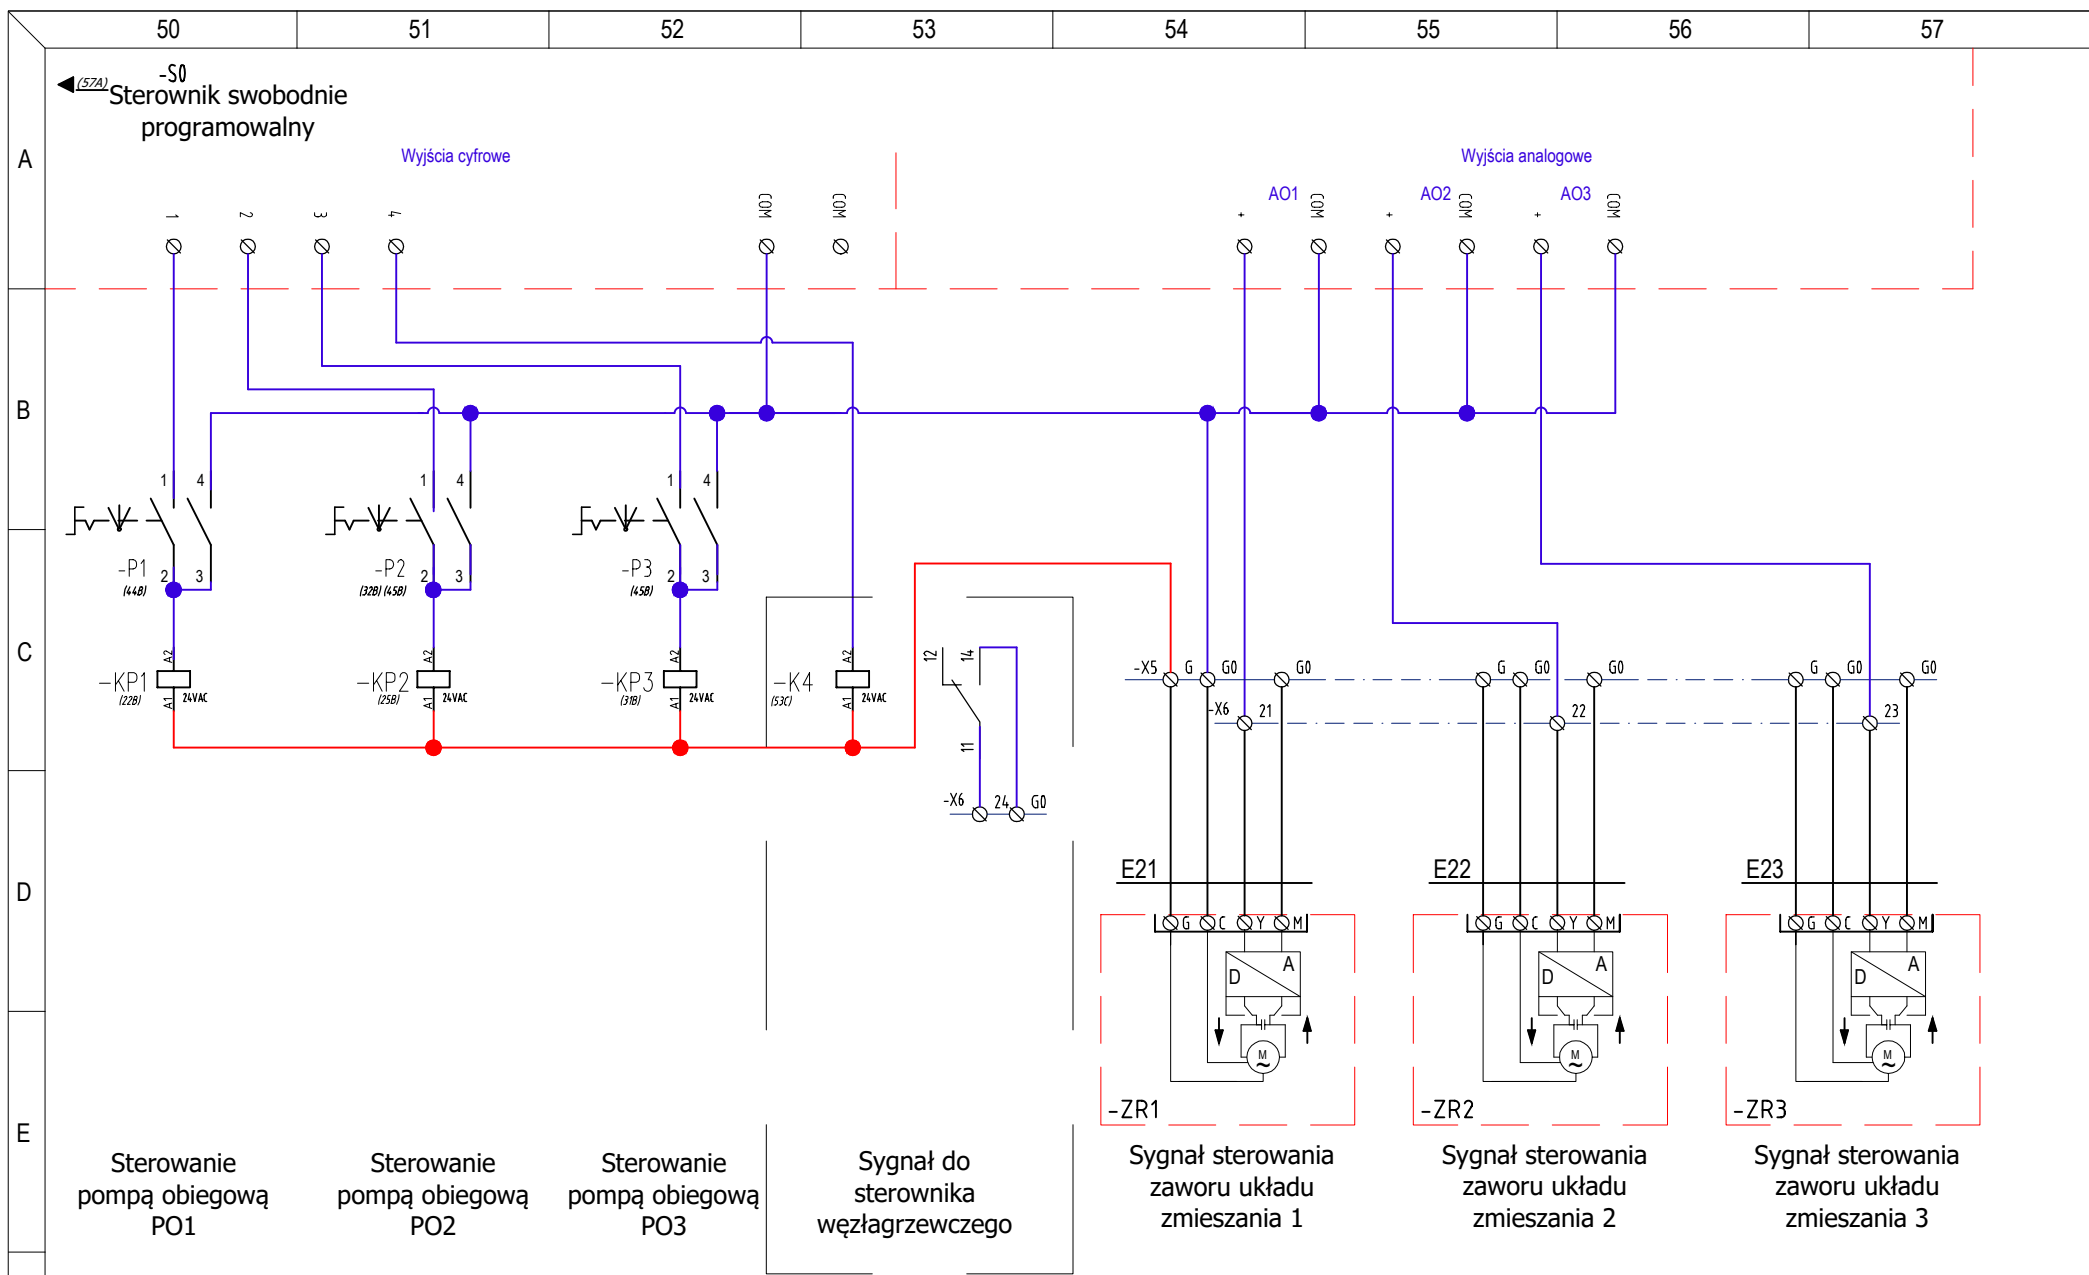 50 51 52 53 54 55 56 57
-S0
(57A) Sterownik swobodnie
programowalny
A
Wyjścia cyfrowe
Wyjścia analogowe
1 2 3 4 COM COM
+ AO1 COM + AO2 COM + AO3 COM
B
1 4 1 4 1 4
-P1 2 3
(44B)
-P2 2 3
(32B) (45B)
-P3 2 3
(45B)
C
A2 A2 A2 A2
-KP1 A1 24VAC
(22B)
-KP2 A1 24VAC
(25B)
-KP3 A1 24VAC
(31B)
-K4 A1 24VAC
(53C)
12 14
11
-X6 24 G0
-X5 G G0 G0 G G0 G0 G G0 G0
-X6 21 22 23
D
E21 E22 E23
G C Y M G C Y M G C Y M
D A D A D A
M
~
M
~
M
~
-ZR1 -ZR2 -ZR3
E
Sterowanie
pompą obiegową
PO1
Sterowanie
pompą obiegową
PO2
Sterowanie
pompą obiegową
PO3
Sygnał do
sterownika
węzłagrzewczego
Sygnał sterowania
zaworu układu
zmieszania 1
Sygnał sterowania
zaworu układu
zmieszania 2
Sygnał sterowania
zaworu układu
zmieszania 3